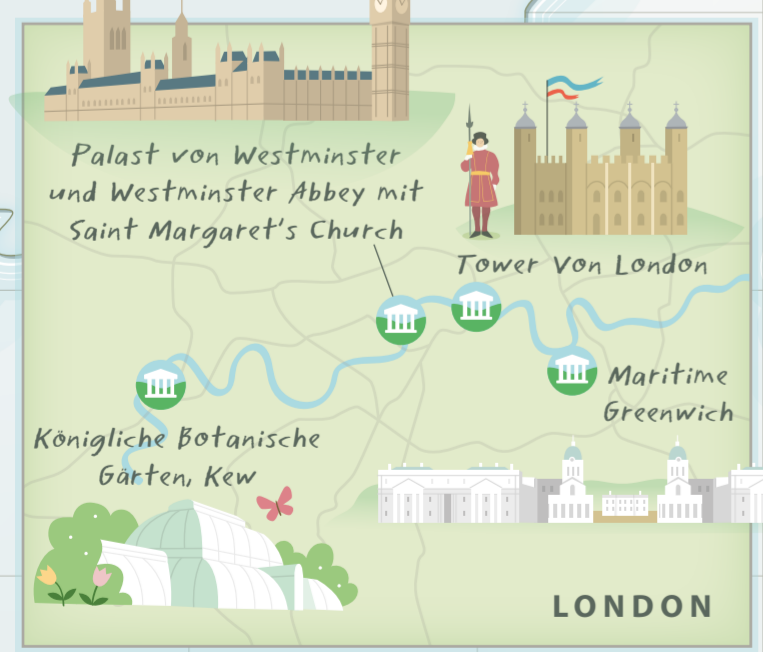 Palast von Westminster
und Westminster Abbey mit
Saint Margaret's Church
Tower Von London
Maritime
Greenwich
Königliche Botanische
Gärten, Kew
LONDON